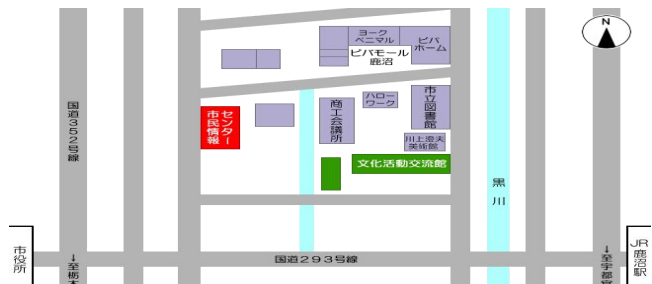 N
ヨーク
ベニマル
ビバ
ホーム
ビバモール
鹿沼
国道352号線
市民情報
センター
商工会議所
ハロー
ワーク
市立図書館
川上澄夫
美術館
文化活動交流館
黒川
国道293号線
市役所
↓至栃木
↓至宇都宮
JR鹿沼駅